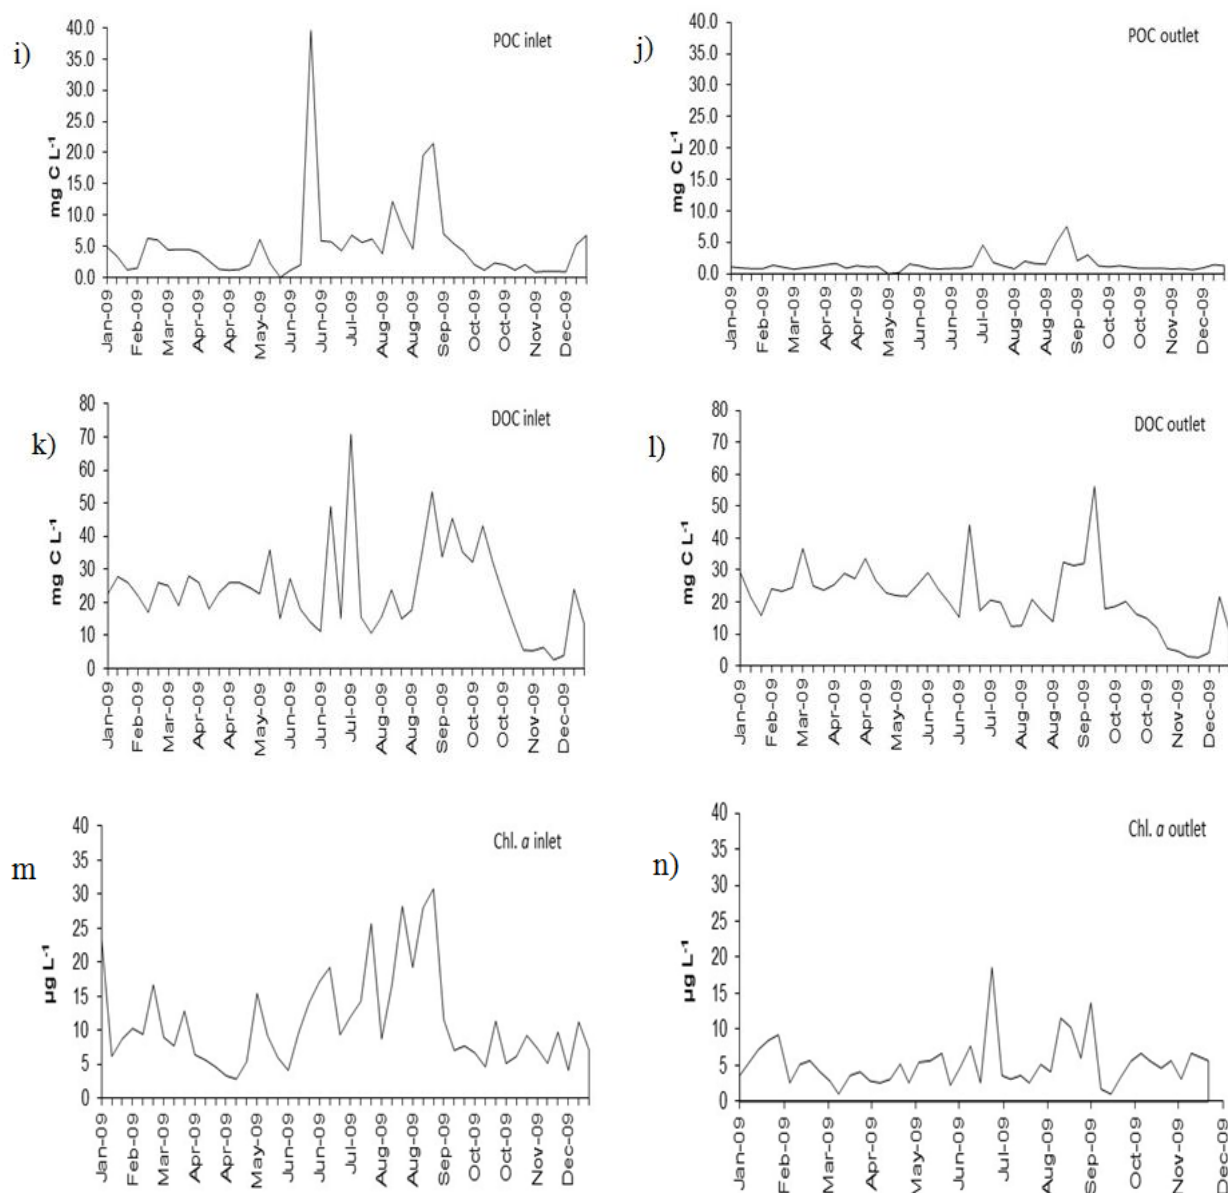 i)
POC inlet
mg C L-1
40.0
35.0
30.0
25.0
20.0
15.0
10.0
5.0
0.0
Jan-09
Feb-09
Mar-09
Apr-09
Apr-09
May-09
Jun-09
Jun-09
Jul-09
Aug-09
Aug-09
Sep-09
Oct-09
Oct-09
Nov-09
Dec-09
j)
POC outlet
mg C L-1
40.0
35.0
30.0
25.0
20.0
15.0
10.0
5.0
0.0
Jan-09
Feb-09
Mar-09
Apr-09
Apr-09
May-09
Jun-09
Jun-09
Jul-09
Aug-09
Aug-09
Sep-09
Oct-09
Oct-09
Nov-09
Dec-09
k)
DOC inlet
mg C L-1
80
70
60
50
40
30
20
10
0
Jan-09
Feb-09
Mar-09
Apr-09
Apr-09
May-09
Jun-09
Jun-09
Jul-09
Aug-09
Aug-09
Sep-09
Oct-09
Oct-09
Nov-09
Dec-09
l)
DOC outlet
mg C L-1
80
70
60
50
40
30
20
10
0
Jan-09
Feb-09
Mar-09
Apr-09
Apr-09
May-09
Jun-09
Jun-09
Jul-09
Aug-09
Aug-09
Sep-09
Oct-09
Oct-09
Nov-09
Dec-09
m
Chl. a inlet
µg L-1
40
35
30
25
20
15
10
5
0
Jan-09
Feb-09
Mar-09
Apr-09
Apr-09
May-09
Jun-09
Jun-09
Jul-09
Aug-09
Aug-09
Sep-09
Oct-09
Oct-09
Nov-09
Dec-09
n)
Chl. a outlet
µg L-1
40
35
30
25
20
15
10
5
0
Jan-09
Feb-09
Mar-09
Apr-09
May-09
Jun-09
Jul-09
Aug-09
Sep-09
Oct-09
Nov-09
Dec-09